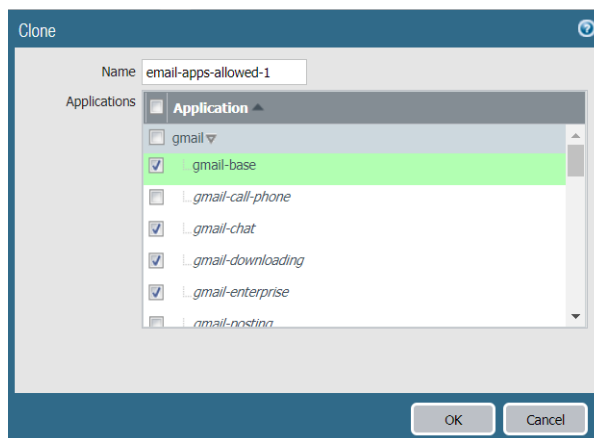 Clone
Name email-apps-allowed-1
Applications
Application
gmail
gmail-base
gmail-call-phone
gmail-chat
gmail-downloading
gmail-enterprise
gmail-posting
OK Cancel